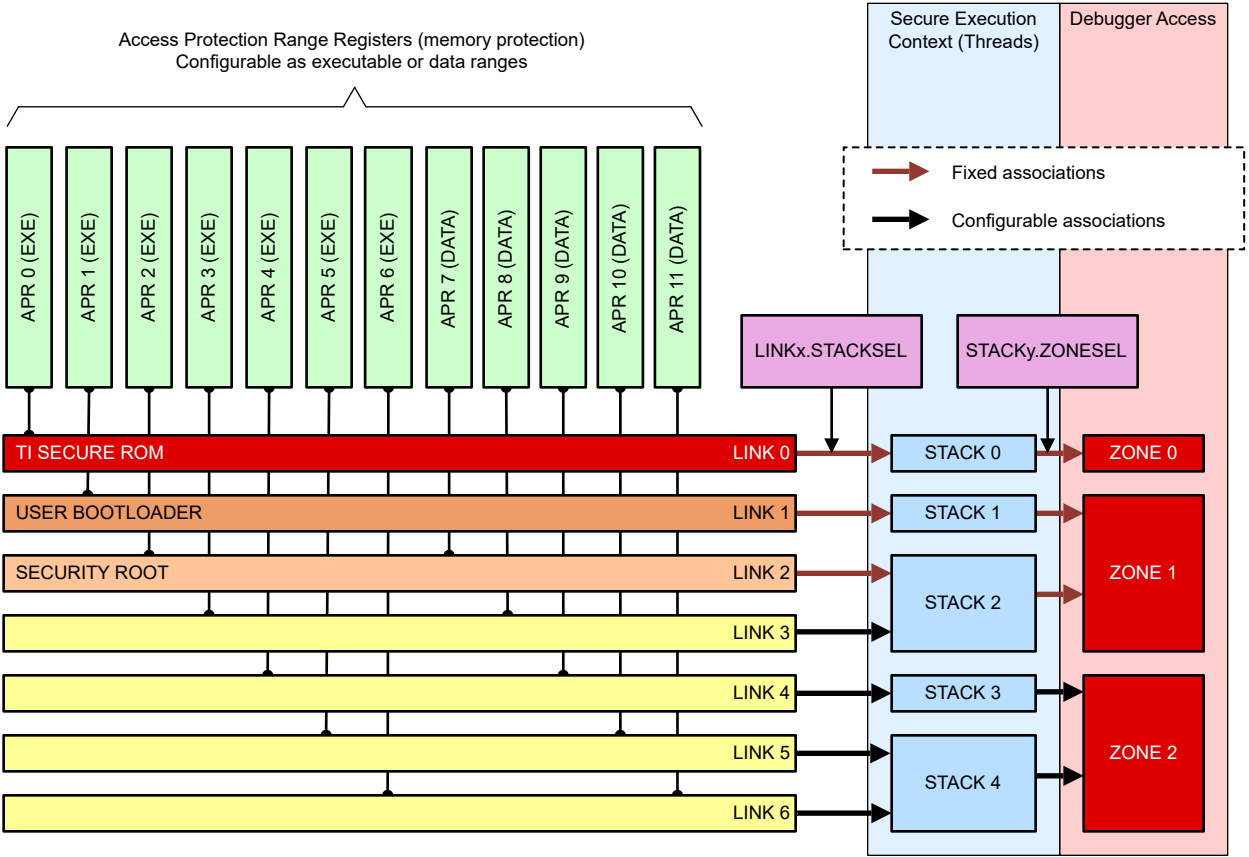 Access Protection Range Registers (memory protection)
Configurable as executable or data ranges
Secure Execution
Context (Threads)
Debugger Access
Fixed associations
Configurable associations
APR 0 (EXE)
APR 1 (EXE)
APR 2 (EXE)
APR 3 (EXE)
APR 4 (EXE)
APR 5 (EXE)
APR 6 (EXE)
APR 7 (DATA)
APR 8 (DATA)
APR 9 (DATA)
APR 10 (DATA)
APR 11 (DATA)
LINKx.STACKSEL
STACKy.ZONESEL
TI SECURE ROM
LINK 0
STACK 0
ZONE 0
USER BOOTLOADER
LINK 1
STACK 1
ZONE 1
SECURITY ROOT
LINK 2
STACK 2
LINK 3
LINK 4
STACK 3
ZONE 2
LINK 5
STACK 4
LINK 6